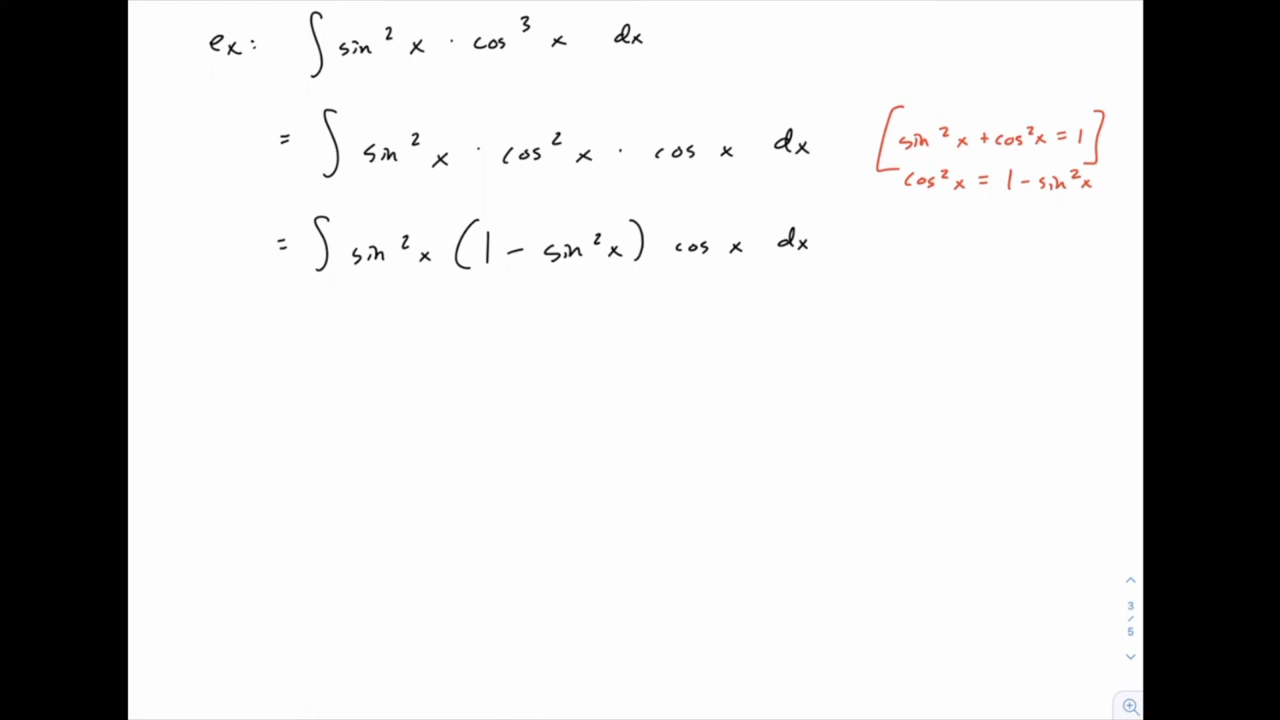 ex: ∫ sin² x · cos³ x dx
= ∫ sin² x · cos² x · cos x dx
[sin² x + cos² x = 1]
cos² x = 1 - sin² x
= ∫ sin² x (1 - sin² x) cos x dx
3
/
5